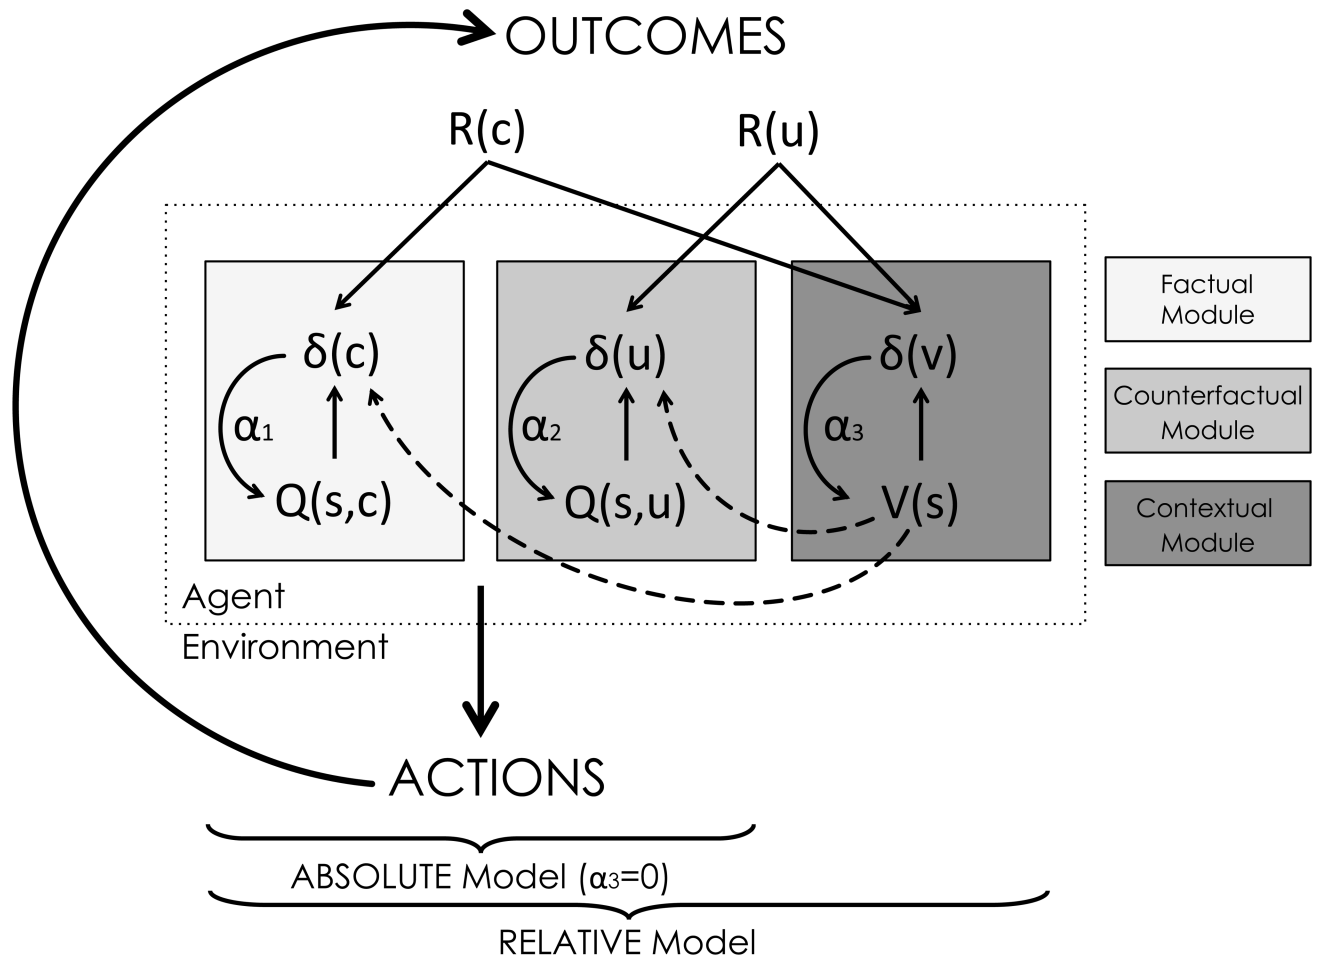 OUTCOMES
R(c)
R(u)
δ(c)
δ(u)
δ(v)
α1
α2
α3
Q(s,c)
Q(s,u)
V(s)
Factual
Module
Counterfactual
Module
Contextual
Module
Agent
Environment
ACTIONS
ABSOLUTE Model (α3=0)
RELATIVE Model